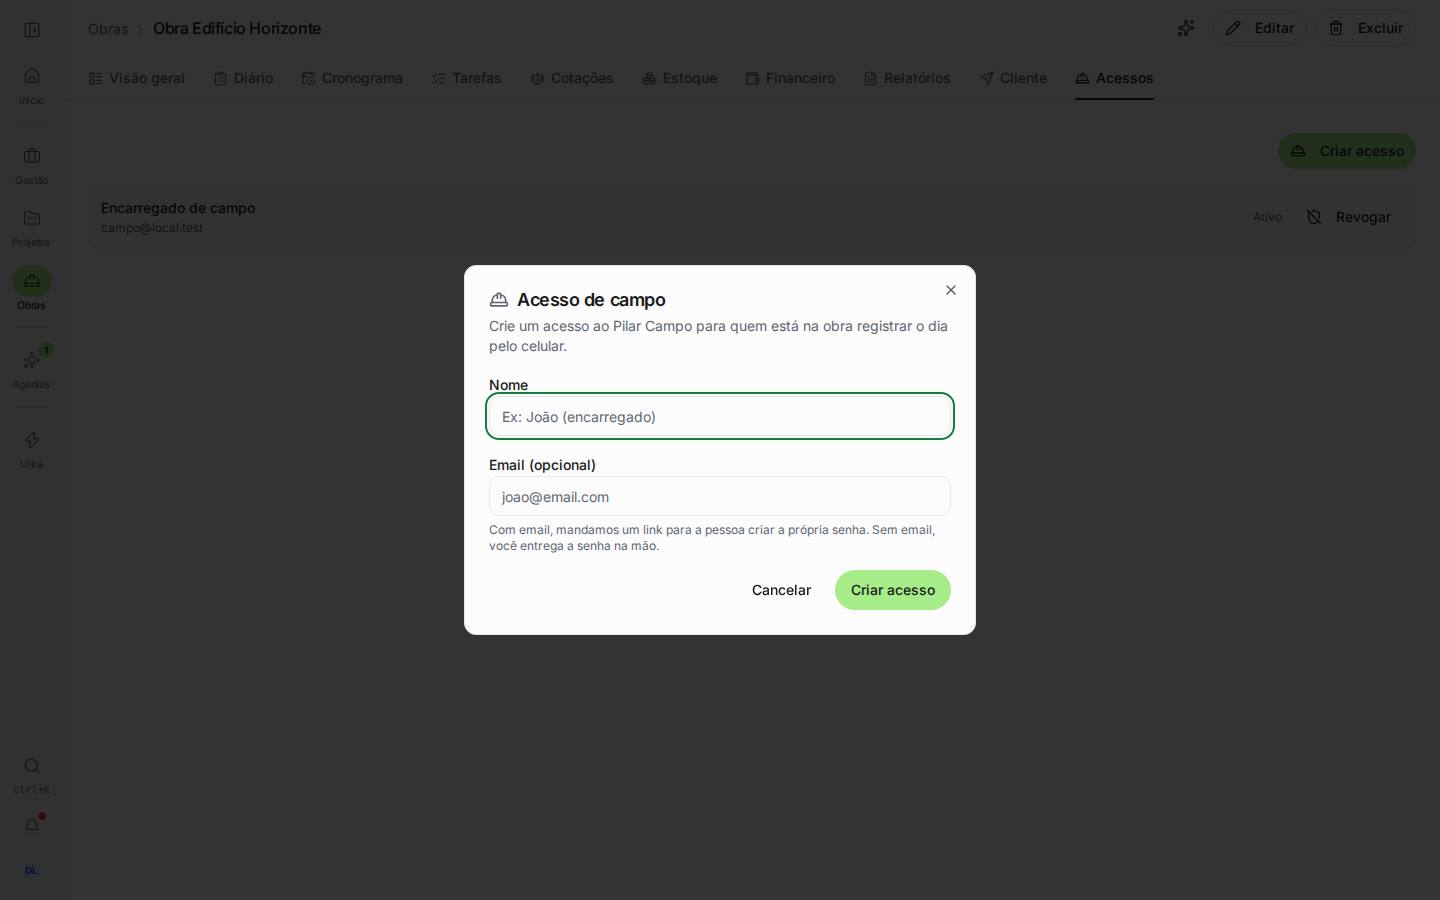 Obras
Obra Edifício Horizonte
Editar
Excluir
Visão geral
Diário
Cronograma
Tarefas
Cotações
Estoque
Financeiro
Relatórios
Cliente
Acessos
Início
Gestão
Projetos
Obras
1
Agentes
Ultra
Ctrl+K
DL
Criar acesso
Encarregado de campo
campo@local.test
Ativo
Revogar
Acesso de campo
Crie um acesso ao Pilar Campo para quem está na obra registrar o dia
pelo celular.
Nome
Ex: João (encarregado)
Email (opcional)
joao@email.com
Com email, mandamos um link para a pessoa criar a própria senha. Sem email,
você entrega a senha na mão.
Cancelar
Criar acesso